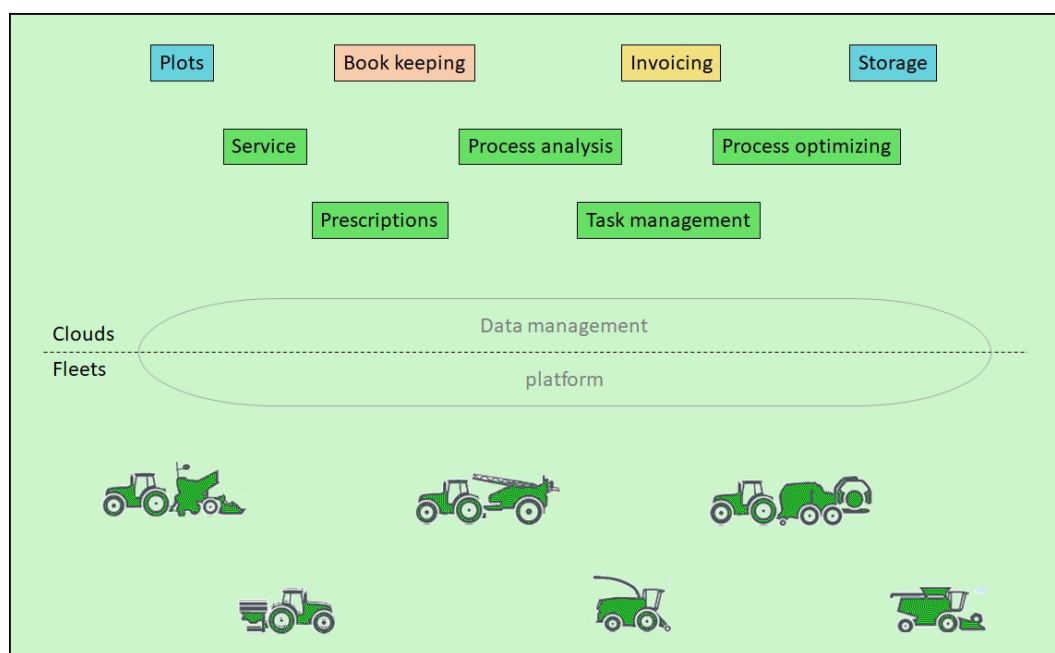 Plots
Book keeping
Invoicing
Storage
Service
Process analysis
Process optimizing
Prescriptions
Task management
Data management
Clouds
Fleets
platform